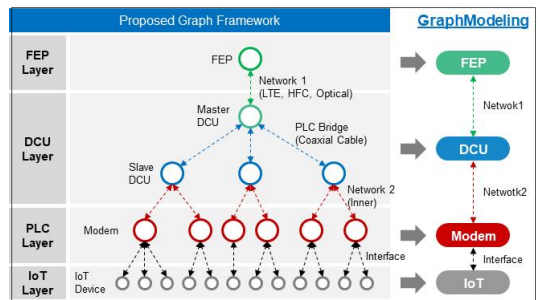 Proposed Graph Framework
GraphModeling
FEP
Layer
FEP
Network 1
(LTE, HFC, Optical)
Master
DCU
DCU
Layer
PLC Bridge
(Coaxial Cable)
Slave
DCU
Network 2
(Inner)
PLC
Layer
Modem
Interface
IoT
Layer
IoT
Device
FEP
Netwok1
DCU
Netwotk2
Modem
Interface
IoT